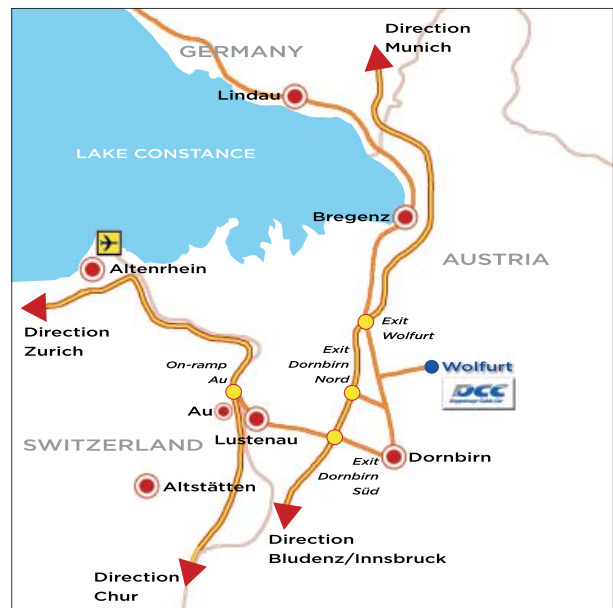 Direction
Munich
GERMANY
Lindau
LAKE CONSTANCE
Bregenz
AUSTRIA
Altenrhein
Direction
Zurich
Exit
Wolfurt
On-ramp
Au
Exit
Dornbirn
Nord
Wolfurt
DCC
Au
Lustenau
SWITZERLAND
Dornbirn
Exit
Dornbirn
Süd
Altstätten
Direction
Bludenz/Innsbruck
Direction
Chur